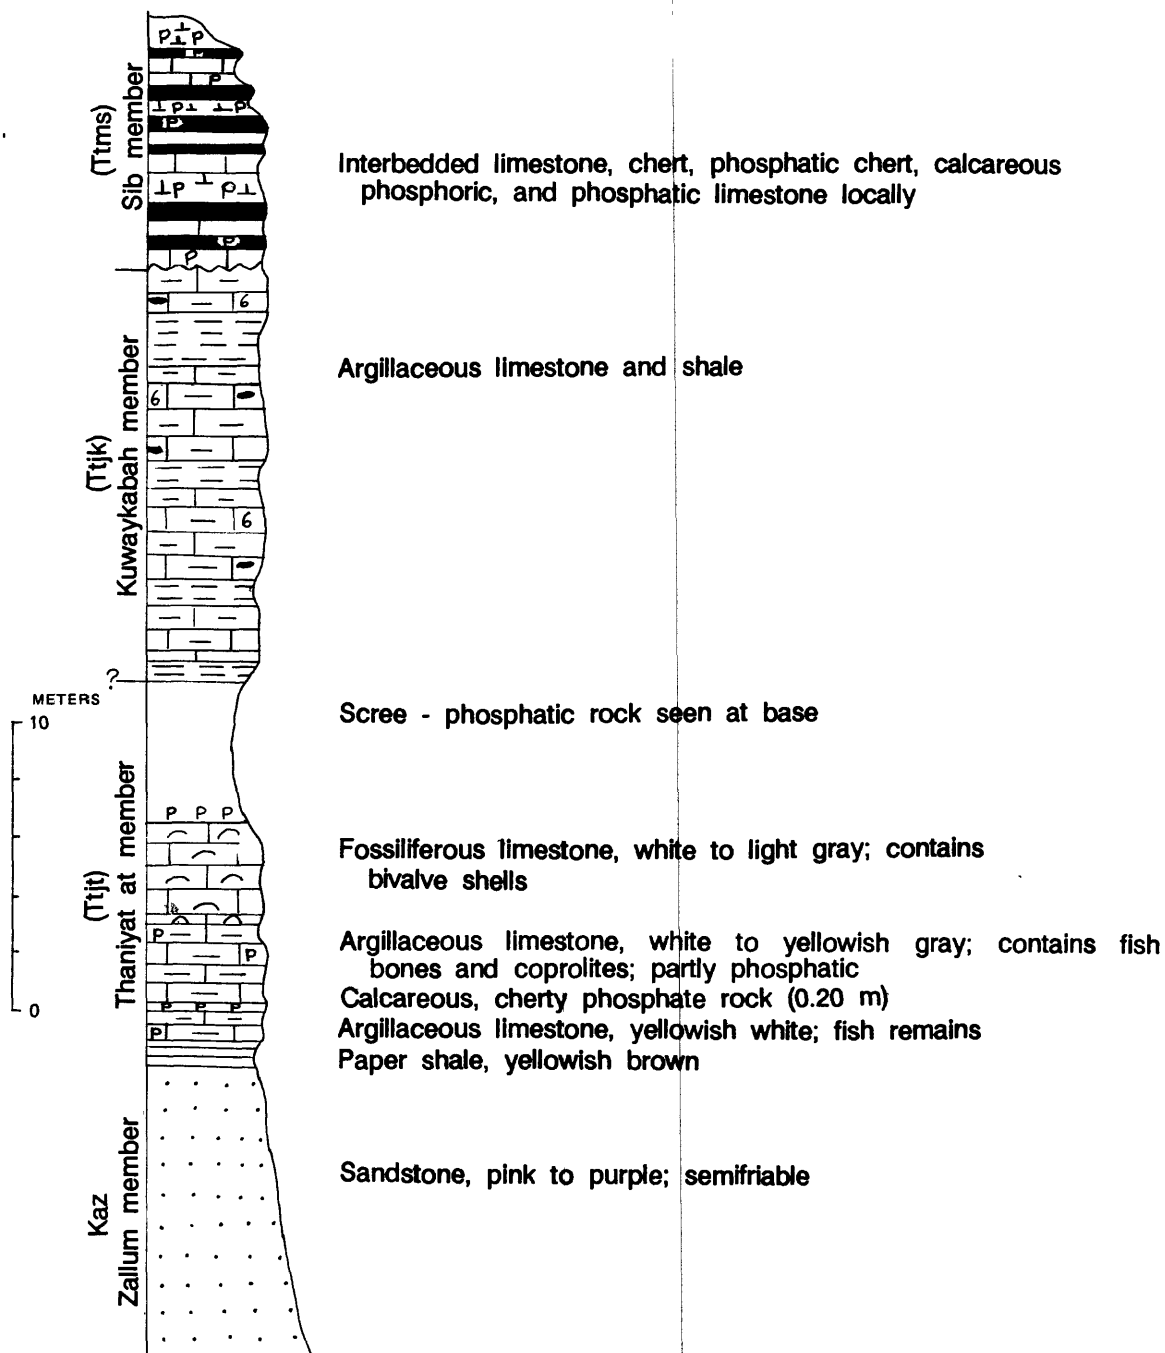 P P
P
P
P P
P
P P
P
P
(Ttms)
Sib member
Interbedded limestone, chert, phosphatic chert, calcareous
phosphoric, and phosphatic limestone locally
6
6
6
(Ttjk)
Kuwaykabah member
Argillaceous limestone and shale
?
METERS
10
0
Scree - phosphatic rock seen at base
P P P
(Ttjt)
Thaniyat at member
Fossiliferous limestone, white to light gray; contains
bivalve shells
P
P
Argillaceous limestone, white to yellowish gray; contains fish
bones and coprolites; partly phosphatic
P P P
Calcareous, cherty phosphate rock (0.20 m)
P
Argillaceous limestone, yellowish white; fish remains
Paper shale, yellowish brown
Kaz
Zallum member
Sandstone, pink to purple; semifriable